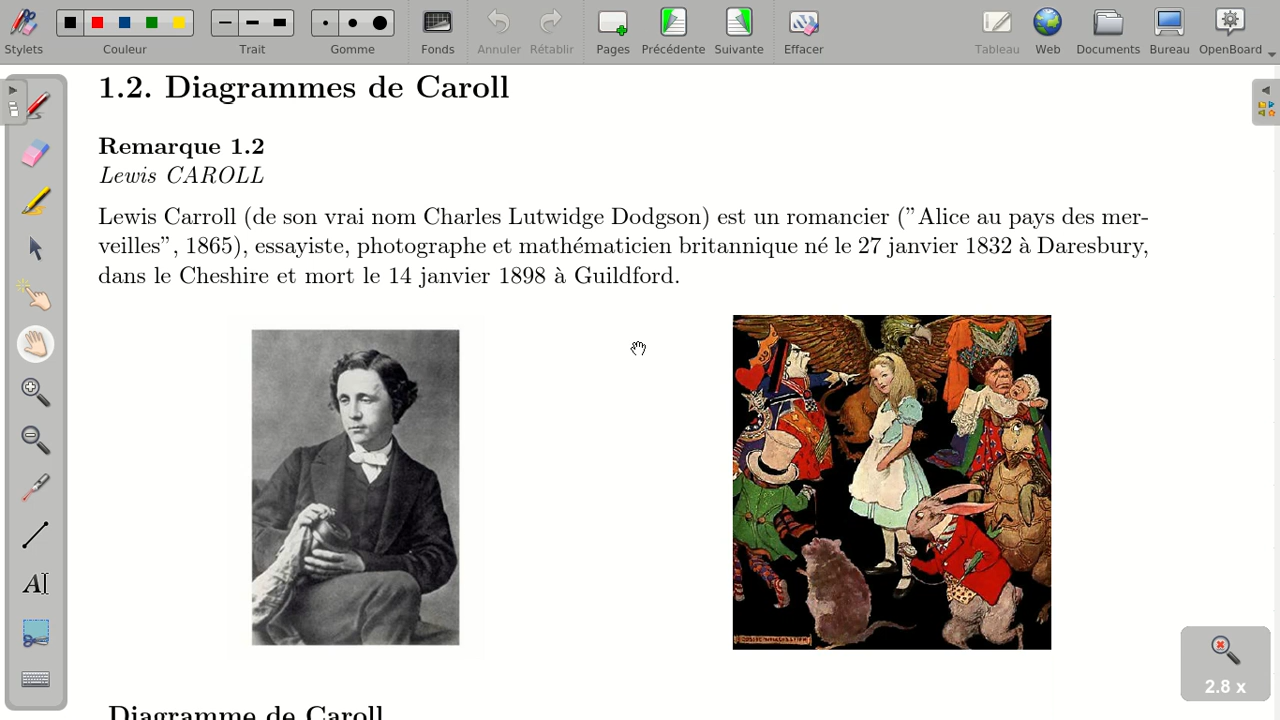 Stylets
Couleur
Trait
Gomme
Fonds
Annuler
Rétablir
Pages
Précédente
Suivante
Effacer
Tableau
Web
Documents
Bureau
OpenBoard
1.2. Diagrammes de Caroll
Remarque 1.2
Lewis CAROLL
Lewis Carroll (de son vrai nom Charles Lutwidge Dodgson) est un romancier (”Alice au pays des mer-
veilles”, 1865), essayiste, photographe et mathématicien britannique né le 27 janvier 1832 à Daresbury,
dans le Cheshire et mort le 14 janvier 1898 à Guildford.
A
2.8 x
Diagramme de Caroll